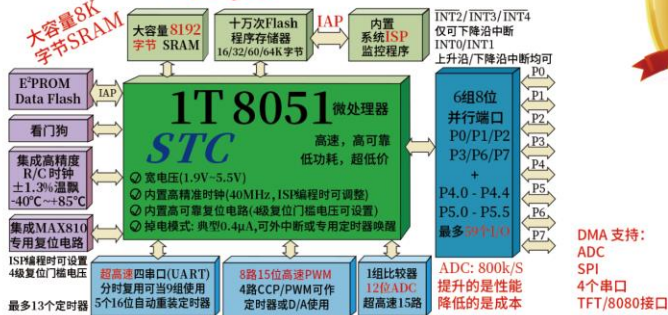 大容量8K
字节SRAM
大容量8192
字节 SRAM
十万次Flash
程序存储器
16/32/60/64K字节
IAP
内置
系统ISP
监控程序
INT2/INT3/INT4
仅可下降沿中断
INT0/INT1
上升沿/下降沿中断均可
E²PROM
Data Flash
IAP
看门狗
集成高精度
R/C时钟
±1.3%温飘
-40℃~+85℃
集成MAX810
专用复位电路
ISP编程时可设置
4级复位门槛电压
最多13个定时器
1T 8051 微处理器
STC
高速，高可靠
低功耗，超低价
宽电压(1.9V~5.5V)
内置高精准时钟(40MHz, ISP编程时可调整)
内置高可靠复位电路(4级复位门槛电压可设置)
掉电模式: 典型0.4μA,可外中断或专用定时器唤醒
6组8位
并行端口
P0/P1/P2
P3/P6/P7
+
P4.0 - P4.4
P5.0 - P5.5
最多59个I/O
P0
P1
P2
P3
P4
P5
P6
P7
超高速四串口(UART)
分时复用可当9组使用
5个16位自动重装定时器
8路15位高速PWM
4路CCP/PWM可作
定时器或D/A使用
1组比较器
12位ADC
超高速15路
ADC: 800k/S
提升的是性能
降低的是成本
DMA 支持:
ADC
SPI
4个串口
TFT/8080接口